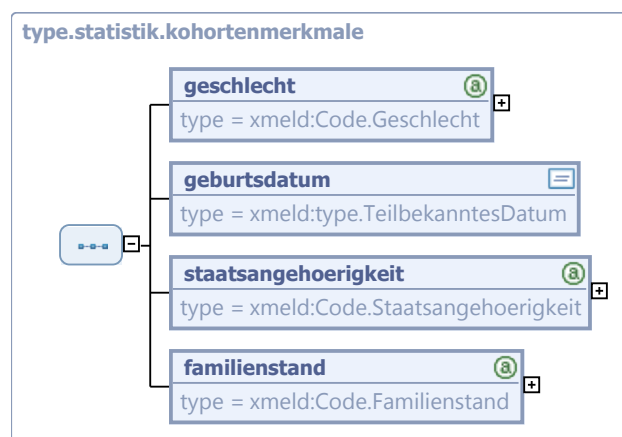 type.statistik.kohortenmerkmale
geschlecht
type = xmeld:Code.Geschlecht
geburtsdatum
type = xmeld:type.TeilbekanntesDatum
staatsangehoerigkeit
type = xmeld:Code.Staatsangehoerigkeit
familienstand
type = xmeld:Code.Familienstand